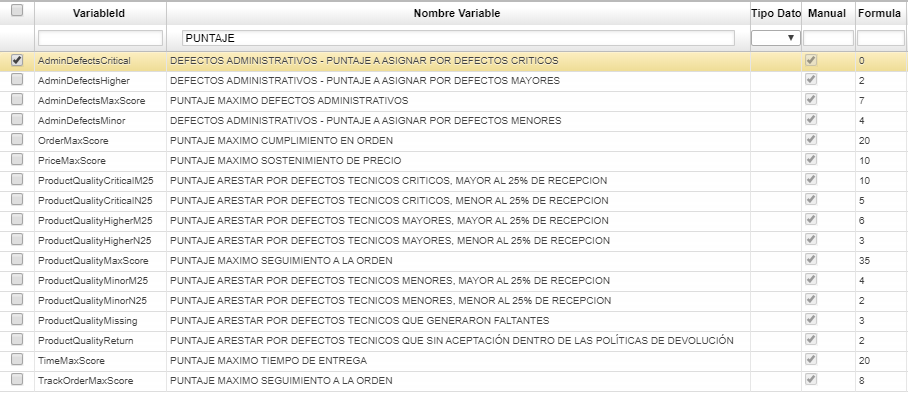 VariableId Nombre Variable Tipo Dato Manual Formula
PUNTAJE
AdminDefectsCritical DEFECTOS ADMINISTRATIVOS - PUNTAJE A ASIGNAR POR DEFECTOS CRITICOS 0
AdminDefectsHigher DEFECTOS ADMINISTRATIVOS - PUNTAJE A ASIGNAR POR DEFECTOS MAYORES 2
AdminDefectsMaxScore PUNTAJE MAXIMO DEFECTOS ADMINISTRATIVOS 7
AdminDefectsMinor DEFECTOS ADMINISTRATIVOS - PUNTAJE A ASIGNAR POR DEFECTOS MENORES 4
OrderMaxScore PUNTAJE MAXIMO CUMPLIMIENTO EN ORDEN 20
PriceMaxScore PUNTAJE MAXIMO SOSTENIMIENTO DE PRECIO 10
ProductQualityCriticalM25 PUNTAJE ARESTAR POR DEFECTOS TECNICOS CRITICOS, MAYOR AL 25% DE RECEPCION 10
ProductQualityCriticalN25 PUNTAJE ARESTAR POR DEFECTOS TECNICOS CRITICOS, MENOR AL 25% DE RECEPCION 5
ProductQualityHigherM25 PUNTAJE ARESTAR POR DEFECTOS TECNICOS MAYORES, MAYOR AL 25% DE RECEPCION 6
ProductQualityHigherN25 PUNTAJE ARESTAR POR DEFECTOS TECNICOS MAYORES, MENOR AL 25% DE RECEPCION 3
ProductQualityMaxScore PUNTAJE MAXIMO SEGUIMIENTO A LA ORDEN 35
ProductQualityMinorM25 PUNTAJE ARESTAR POR DEFECTOS TECNICOS MENORES, MAYOR AL 25% DE RECEPCION 4
ProductQualityMinorN25 PUNTAJE ARESTAR POR DEFECTOS TECNICOS MENORES, MENOR AL 25% DE RECEPCION 2
ProductQualityMissing PUNTAJE ARESTAR POR DEFECTOS TECNICOS QUE GENERARON FALTANTES 3
ProductQualityReturn PUNTAJE ARESTAR POR DEFECTOS TECNICOS QUE SIN ACEPTACIÓN DENTRO DE LAS POLÍTICAS DE DEVOLUCIÓN 2
TimeMaxScore PUNTAJE MAXIMO TIEMPO DE ENTREGA 20
TrackOrderMaxScore PUNTAJE MAXIMO SEGUIMIENTO A LA ORDEN 8